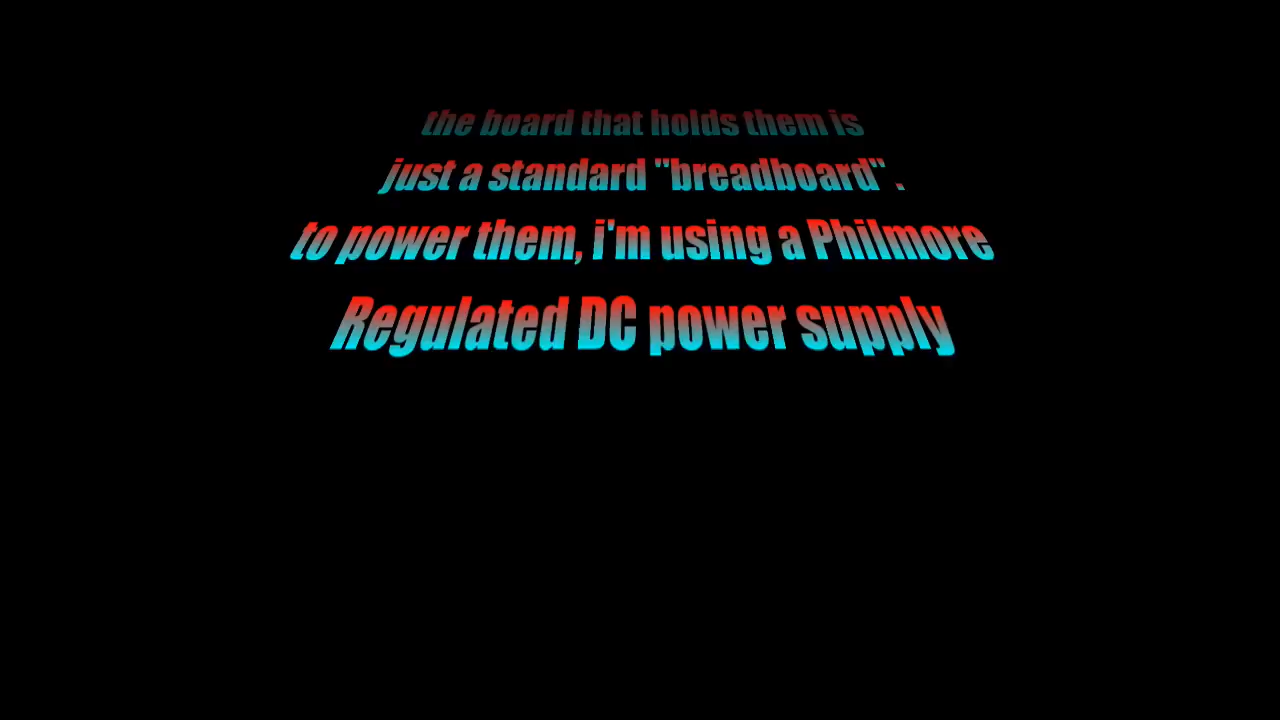 the board that holds them is
just a standard "breadboard" .
to power them, i'm using a Philmore
Regulated DC power supply